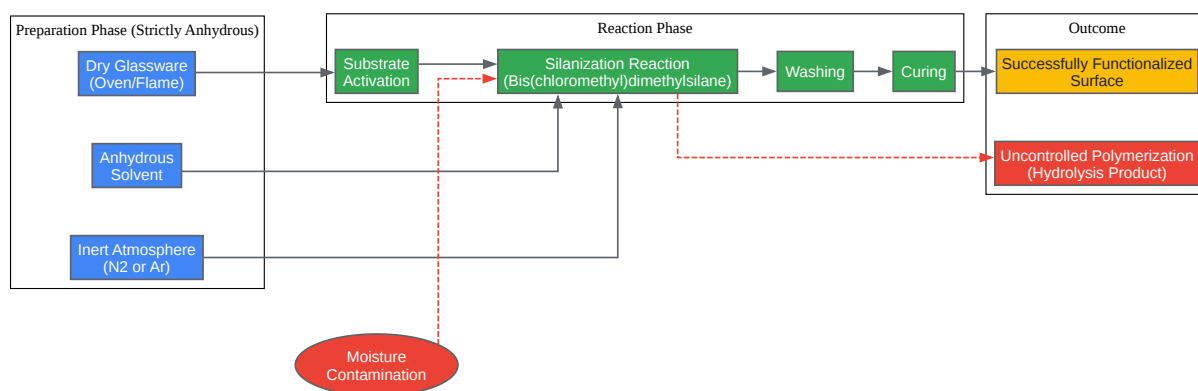 Preparation Phase (Strictly Anhydrous)
Dry Glassware
(Oven/Flame)
Anhydrous
Solvent
Inert Atmosphere
(N2 or Ar)
Reaction Phase
Substrate
Activation
Silanization Reaction
(Bis(chloromethyl)dimethylsilane)
Washing
Curing
Outcome
Successfully Functionalized
Surface
Uncontrolled Polymerization
(Hydrolysis Product)
Moisture
Contamination